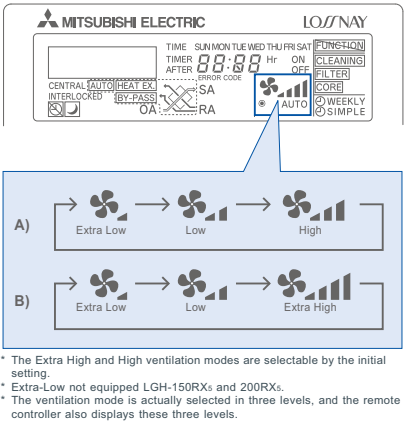 MITSUBISHI ELECTRIC LOSSNAY
TIME SUN MON TUE WED THU FRI SAT FUNCTION
TIMER 88:88 Hr ON CLEANING
AFTER OFF
ERROR CODE FILTER
CENTRAL AUTO HEAT EX. SA CORE
INTERLOCKED BY-PASS AUTO WEEKLY
OA RA SIMPLE
A)
Extra Low Low High
B)
Extra Low Low Extra High
* The Extra High and High ventilation modes are selectable by the initial
setting.
* Extra-Low not equipped LGH-150RX5 and 200RX5.
* The ventilation mode is actually selected in three levels, and the remote
controller also displays these three levels.